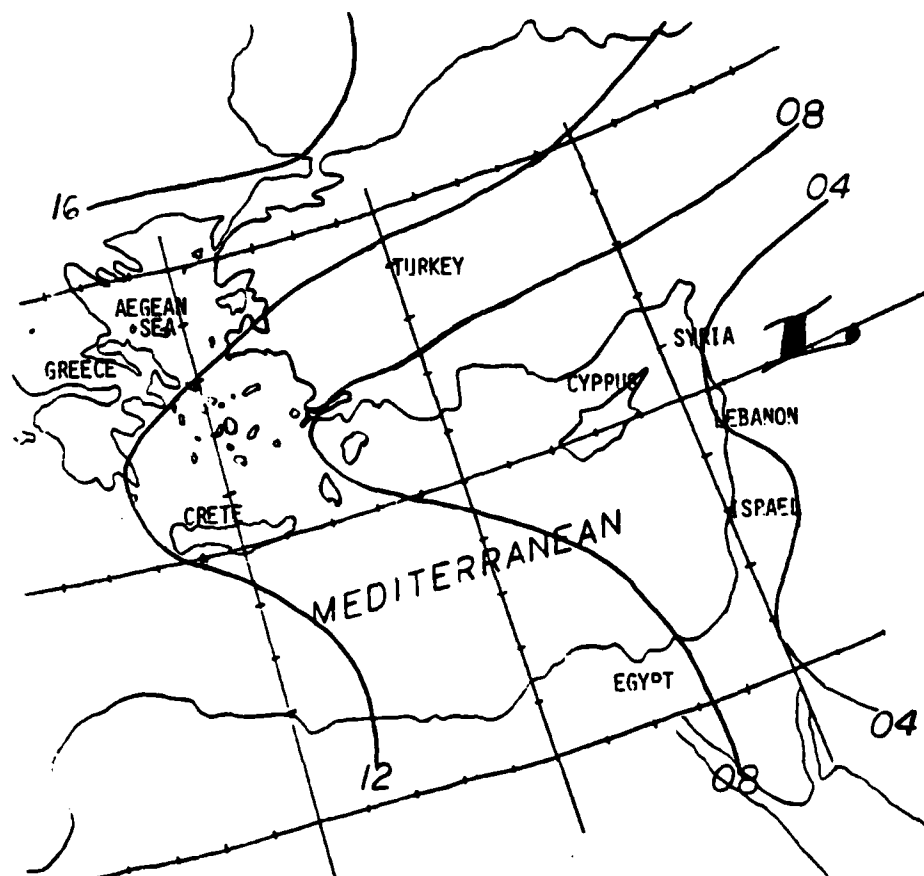 08
04
16
TURKEY
AEGEAN
SEA
SYRIA
L
GREECE
CYPPUS
LEBANON
ISPAEL
CRETE
MEDITERRANEAN
EGYPT
04
12
08